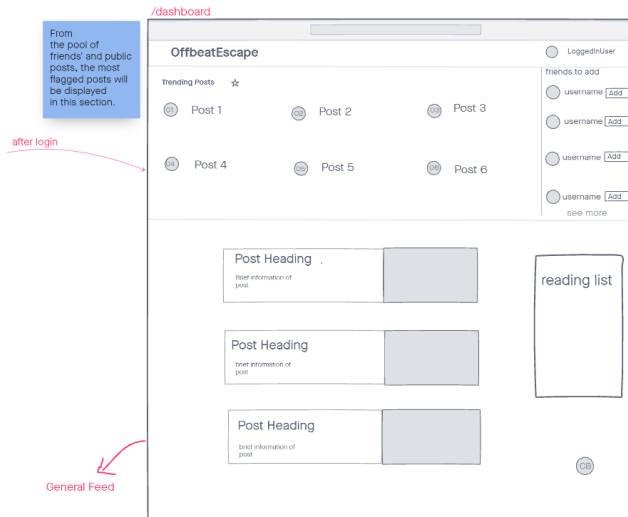 /dashboard
From
the pool of
friends' and public
posts, the most
flagged posts will
be displayed
in this section.
OffbeatEscape
LoggedInUser
Trending Posts
friends to add
01 Post 1
02 Post 2
03 Post 3
username Add
username Add
after login
04 Post 4
05 Post 5
06 Post 6
username Add
username Add
see more
Post Heading .
Brief information of
post
reading list
Post Heading
brief information of
post
Post Heading
brief information of
post
CB
General Feed